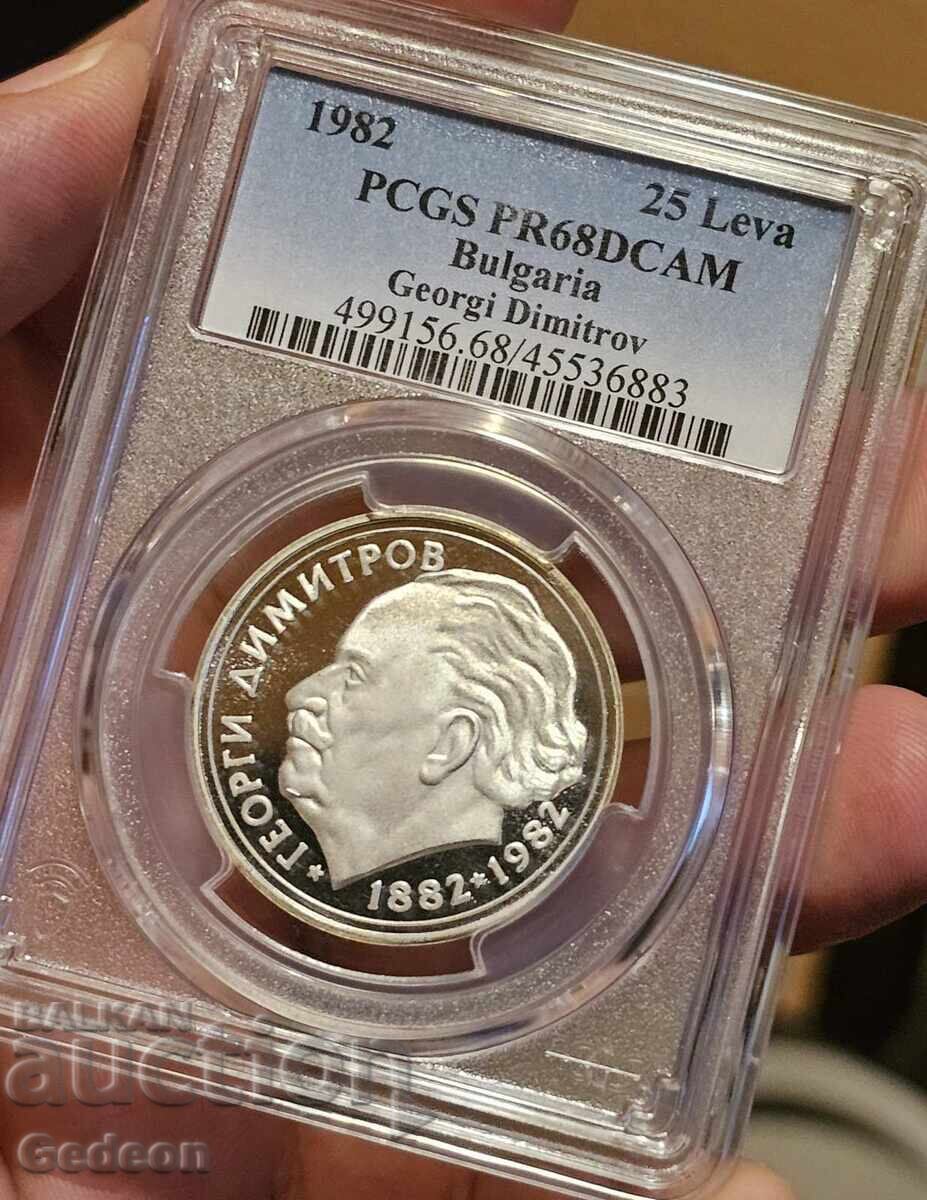 1982
25 Leva
PCGS PR68DCAM
Bulgaria
Georgi Dimitrov
499156.68/45536883
ГЕОРГИ ДИМИТРОВ
1882★1982
BALKAN
auction
Gedeon